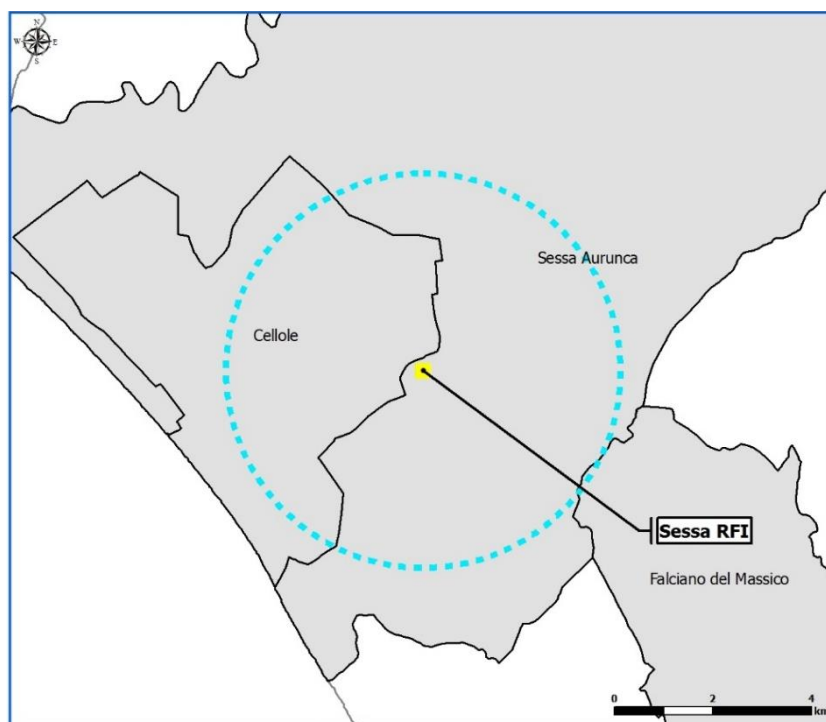 N
W E
S
Sessa Aurunca
Cellole
Sessa RFI
Falciano del Massico
0 2 4
km